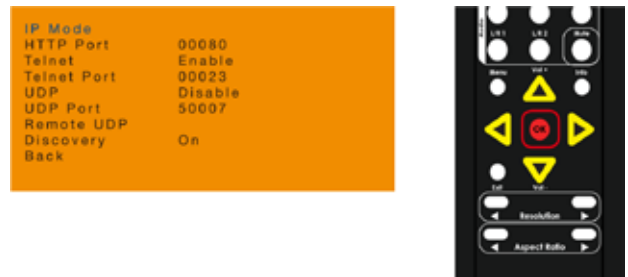 IP Mode
HTTP Port 00080
Telnet Enable
Telnet Port 00023
UDP Disable
UDP Port 50007
Remote UDP
Discovery On
Back
L/R 1 L/R 2 Mute
Menu Vol + Info
OK
Exit Vol -
Resolution
Aspect Ratio